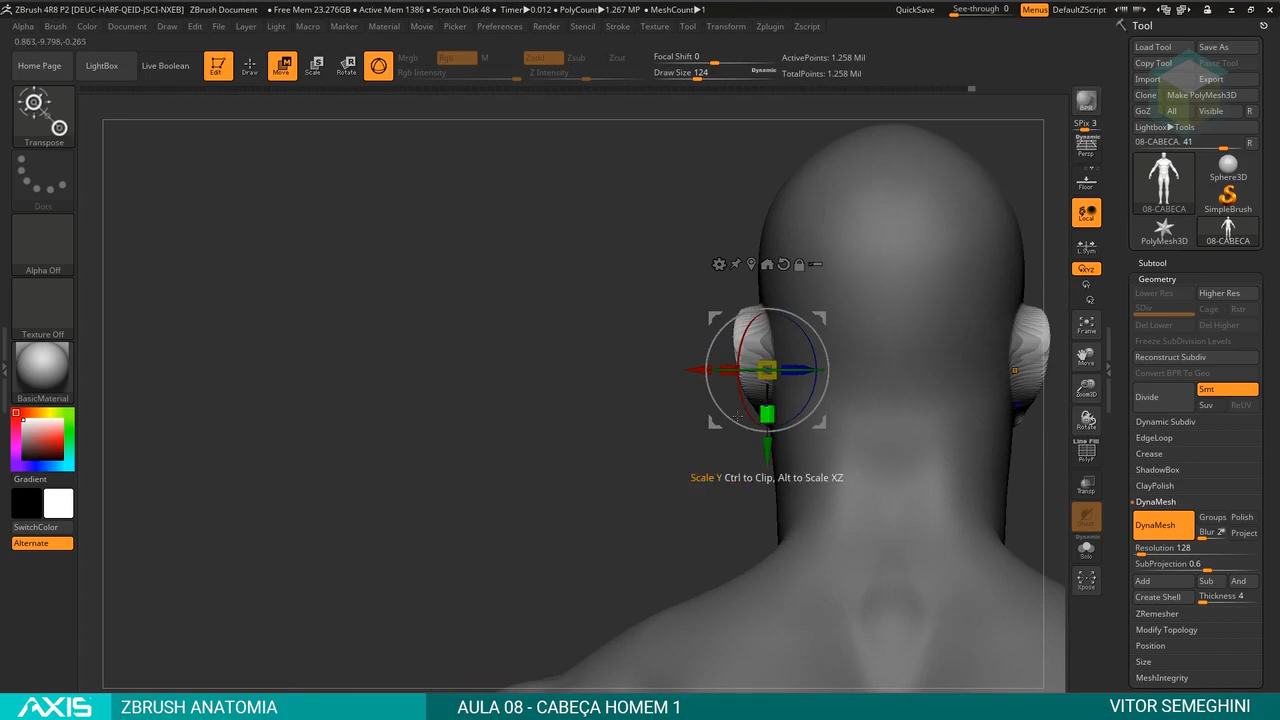 ZBrush 4R8 P2 [DEUC-HARF-QEID-JSCI-NXEB] ZBrush Document • Free Mem 23.276GB • Active Mem 1386 • Scratch Disk 48 • Timer▶0.012 • PolyCount▶1.267 MP • MeshCount▶1 QuickSave See-through 0 Menus DefaultZScript
Alpha Brush Color Document Draw Edit File Layer Light Macro Marker Material Movie Picker Preferences Render Stencil Stroke Texture Tool Transform Zplugin Zscript
0.863,-9.798,-0.265
Home Page LightBox Live Boolean Edit Draw Move Scale Rotate
Mrgb Rgb M Zadd Zsub Zcut
Rgb Intensity Z Intensity
Focal Shift 0
Draw Size 124 Dynamic
ActivePoints: 1.258 Mil
TotalPoints: 1.258 Mil
Transpose
Dots
Alpha Off
Texture Off
BasicMaterial
Gradient
SwitchColor
Alternate
Scale Y Ctrl to Clip, Alt to Scale XZ
BPR
SPix 3
Dynamic
Persp
Floor
Local
L.Sym
XYZ
Frame
Move
Zoom3D
Rotate
Line Fill
PolyF
Transp
Ghost
Dynamic
Solo
Xpose
Tool
Load Tool Save As
Copy Tool Paste Tool
Import Export
Clone Make PolyMesh3D
GoZ All Visible R
Lightbox▶Tools
08-CABECA. 41 R
08-CABECA Sphere3D
SimpleBrush
PolyMesh3D 08-CABECA
Subtool
Geometry
Lower Res Higher Res
SDiv Cage Rstr
Del Lower Del Higher
Freeze SubDivision Levels
Reconstruct Subdiv
Convert BPR To Geo
Divide Smt
Suv ReUV
Dynamic Subdiv
EdgeLoop
Crease
ShadowBox
ClayPolish
DynaMesh
DynaMesh Groups Polish
Blur 2 Project
Resolution 128
SubProjection 0.6
Add Sub And
Create Shell Thickness 4
ZRemesher
Modify Topology
Position
Size
MeshIntegrity
AXIS ZBRUSH ANATOMIA AULA 08 - CABEÇA HOMEM 1 VITOR SEMEGHINI